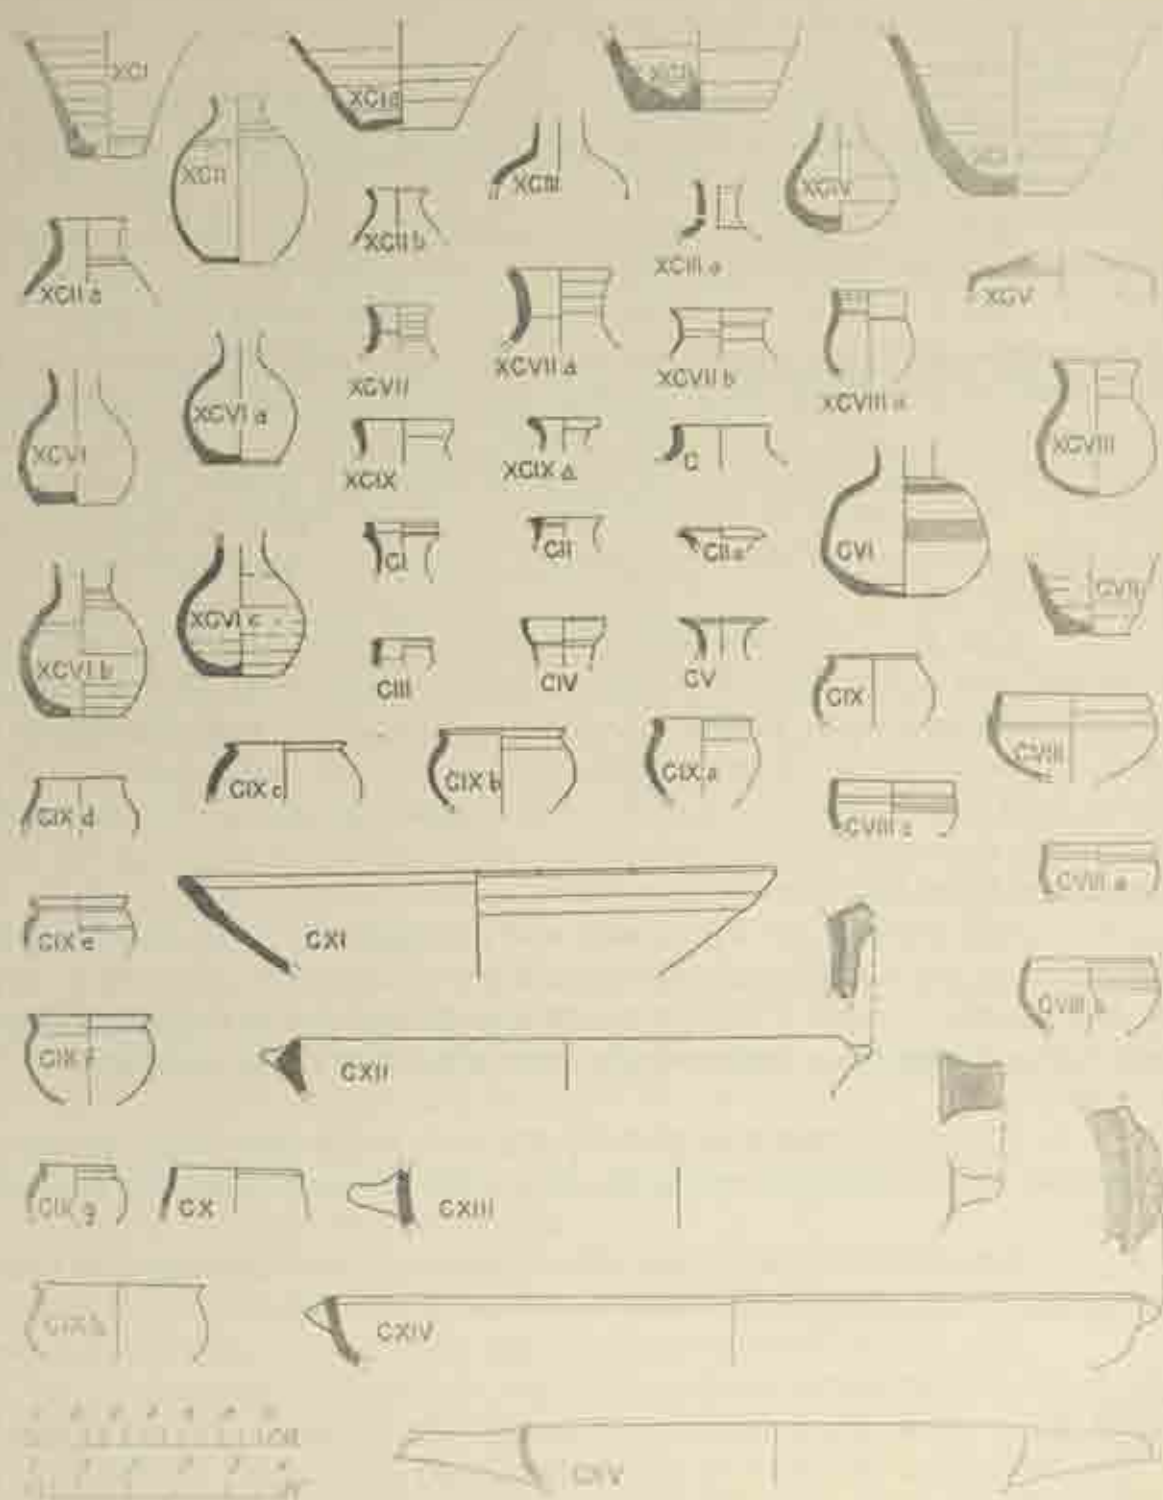 XCI
XCI a
XCI b
XCII
XCIII
XCIV
XCII b
XCIII a
XCII a
XCV
XCVII
XCVII a
XCVII b
XCVIII a
XCVI
XCVI a
XCVIII
XCIX
XCIX a
C
CI
CII
CII a
CVI
CVII
XCVI b
XCVI c
CIII
CIV
CV
CIX
CVIII
CIX d
CIX c
CIX b
CIX a
CVIII c
CVIII a
CIX e
CXI
CVIII b
CIX f
CXII
CIX g
CX
CXIII
CIX h
CXIV
CXV